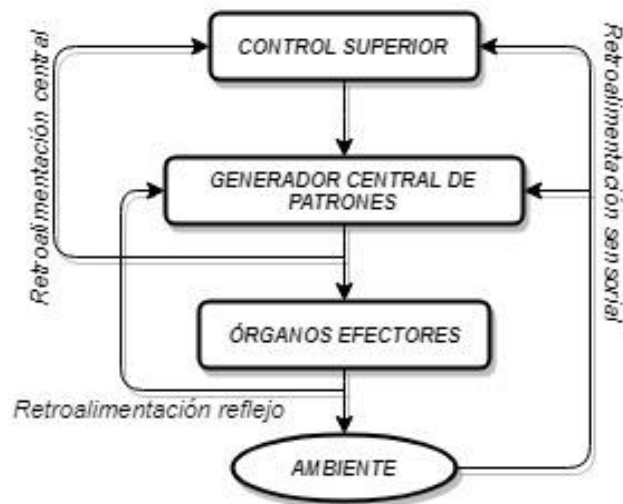 CONTROL SUPERIOR
Retroalimentación central
Retroalimentación sensorial
GENERADOR CENTRAL DE
PATRONES
ÓRGANOS EFECTORES
Retroalimentación reflejo
AMBIENTE